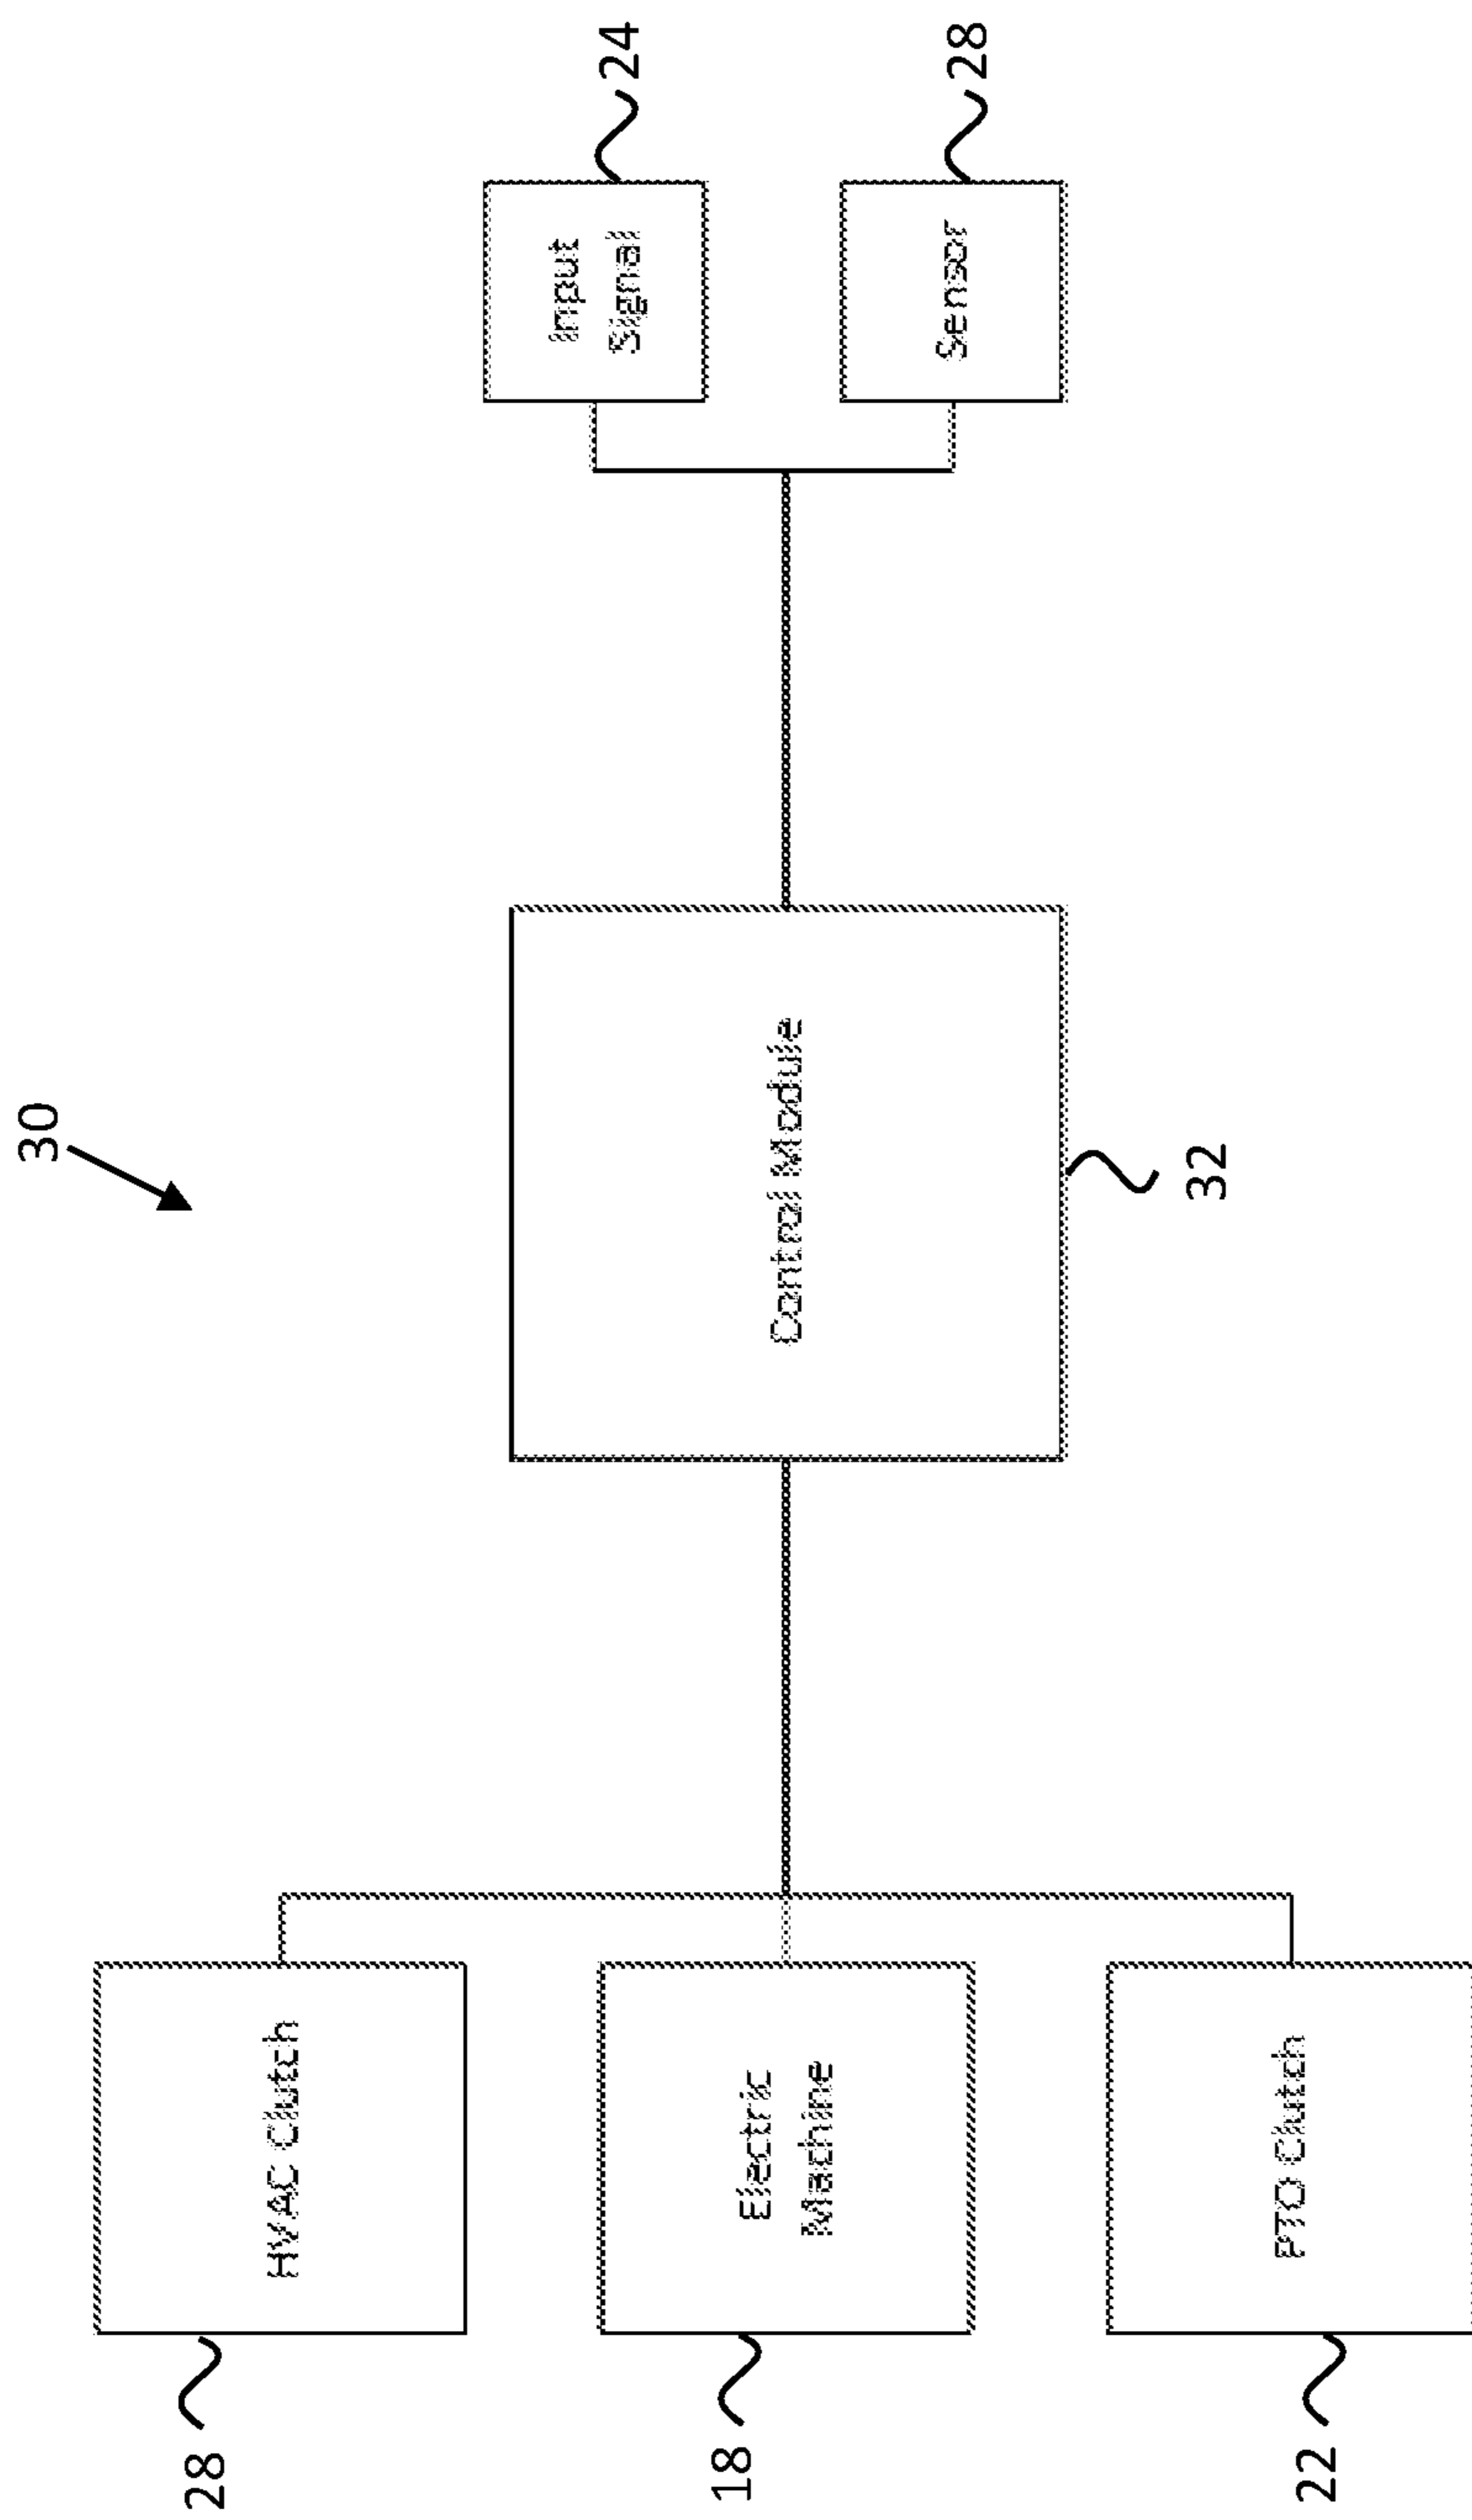 30
HVAC Clutch
28
Electric
Machine
18
PTO Clutch
22
Control Module
32
Input
Signal
24
Sensor
28